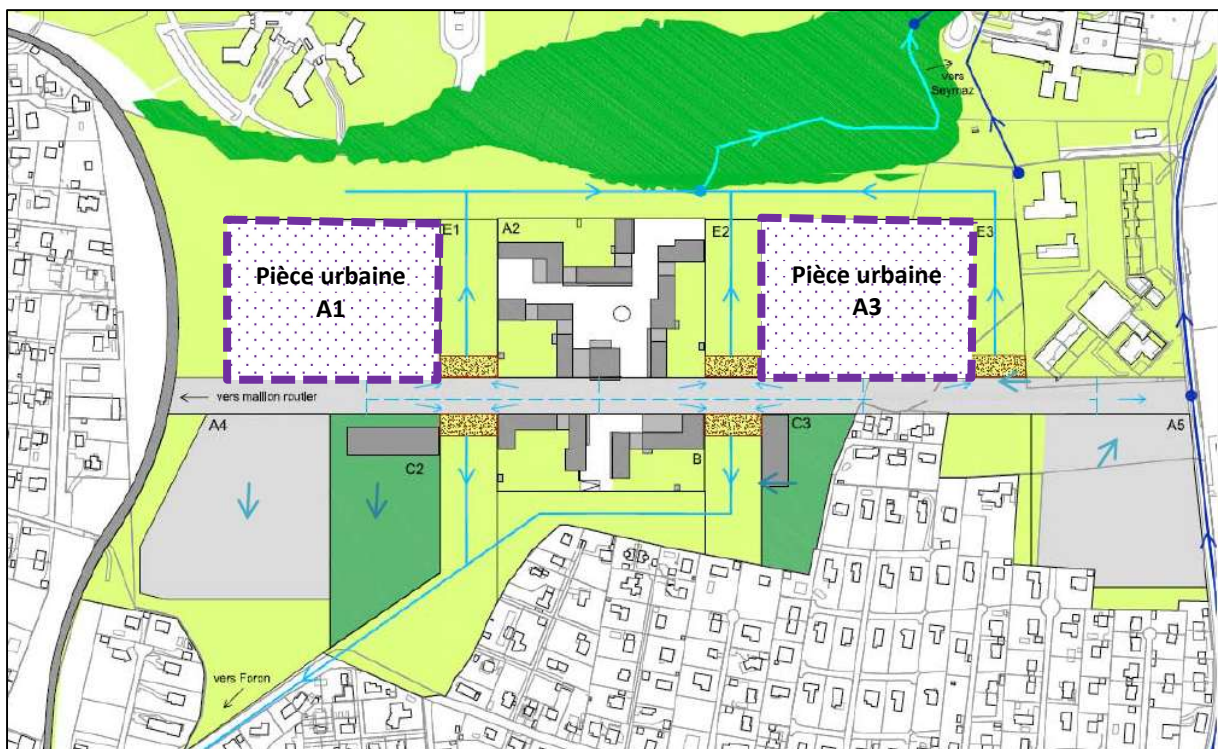 vers
Seymaz
E1
A2
E2
E3
Pièce urbaine
A1
Pièce urbaine
A3
vers maillon routier
A4
C2
B
C3
A5
vers Foron